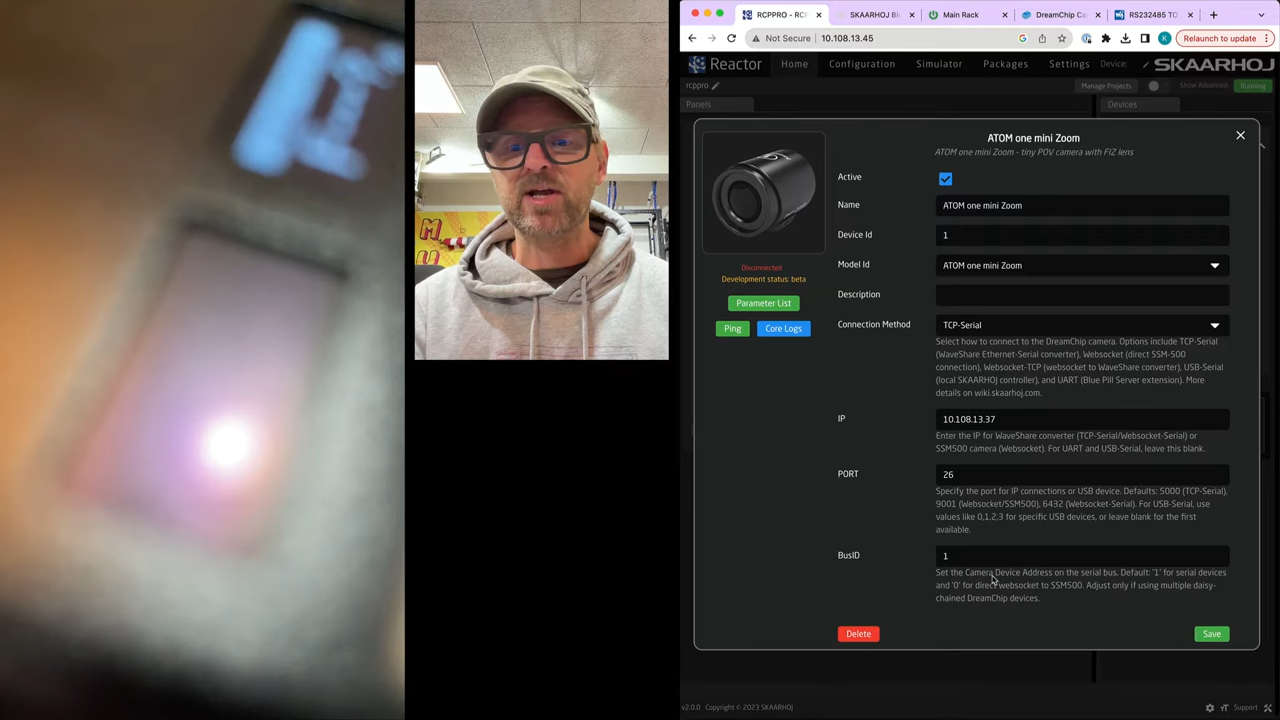 RCPPRO - RCP
SKAARHOJ Bl
Main Rack
DreamChip Ca
RS232485 TO
Not Secure
10.108.13.45
Relaunch to update
Reactor
Home
Configuration
Simulator
Packages
Settings
Device:
SKAARHOJ
rcppro
Manage Projects
Show Advanced
Running
Panels
Devices
ATOM one mini Zoom
ATOM one mini Zoom - tiny POV camera with FIZ lens
Disconnected
Development status: beta
Parameter List
Ping
Core Logs
Active
Name
ATOM one mini Zoom
Device Id
1
Model Id
ATOM one mini Zoom
Description
Connection Method
TCP-Serial
Select how to connect to the DreamChip camera. Options include TCP-Serial
(WaveShare Ethernet-Serial converter), Websocket (direct SSM-500
connection), Websocket-TCP (websocket to WaveShare converter), USB-Serial
(local SKAARHOJ controller), and UART (Blue Pill Server extension). More
details on wiki.skaarhoj.com.
IP
10.108.13.37
Enter the IP for WaveShare converter (TCP-Serial/Websocket-Serial) or
SSM500 camera (Websocket). For UART and USB-Serial, leave this blank.
PORT
26
Specify the port for IP connections or USB device. Defaults: 5000 (TCP-Serial),
9001 (Websocket/SSM500), 6432 (Websocket-Serial). For USB-Serial, use
values like 0,1,2,3 for specific USB devices, or leave blank for the first
available.
BusID
1
Set the Camera Device Address on the serial bus. Default: '1' for serial devices
and '0' for direct websocket to SSM500. Adjust only if using multiple daisy-
chained DreamChip devices.
Delete
Save
v2.0.0 Copyright © 2023 SKAARHOJ
Support